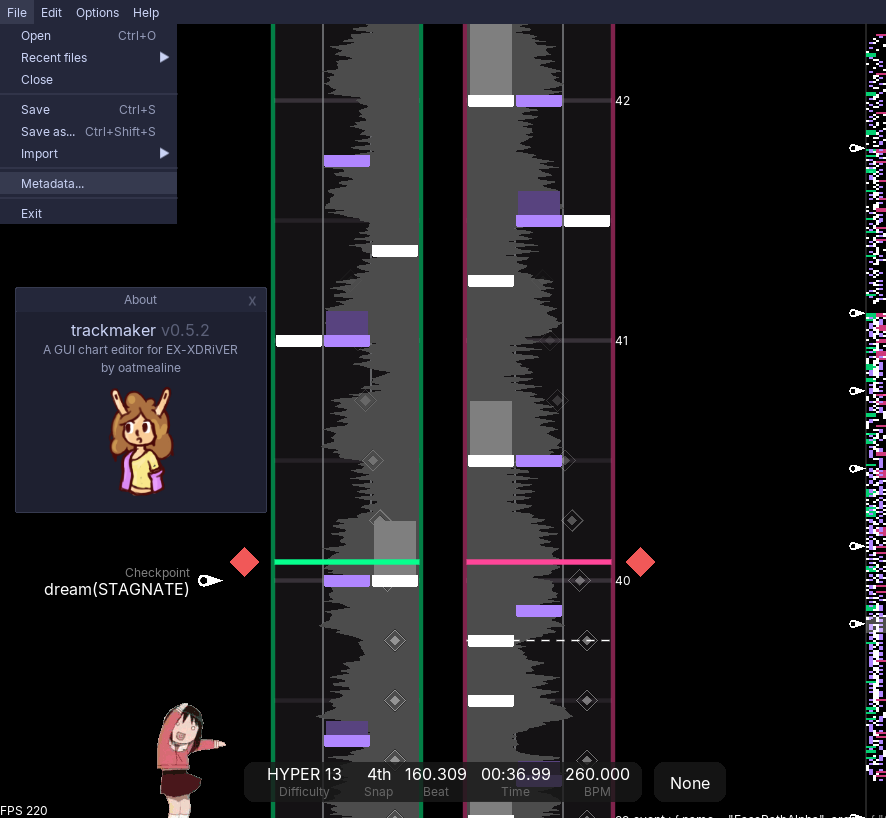 File Edit Options Help
Open Ctrl+O
Recent files
Close
Save Ctrl+S
Save as... Ctrl+Shift+S
Import
Metadata...
Exit
About x
trackmaker v0.5.2
A GUI chart editor for EX-XDRiVER
by oatmealine
42
41
40
Checkpoint
dream(STAGNATE)
HYPER 13 4th 160.309 00:36.99 260.000
Difficulty Snap Beat Time BPM
None
FPS 220